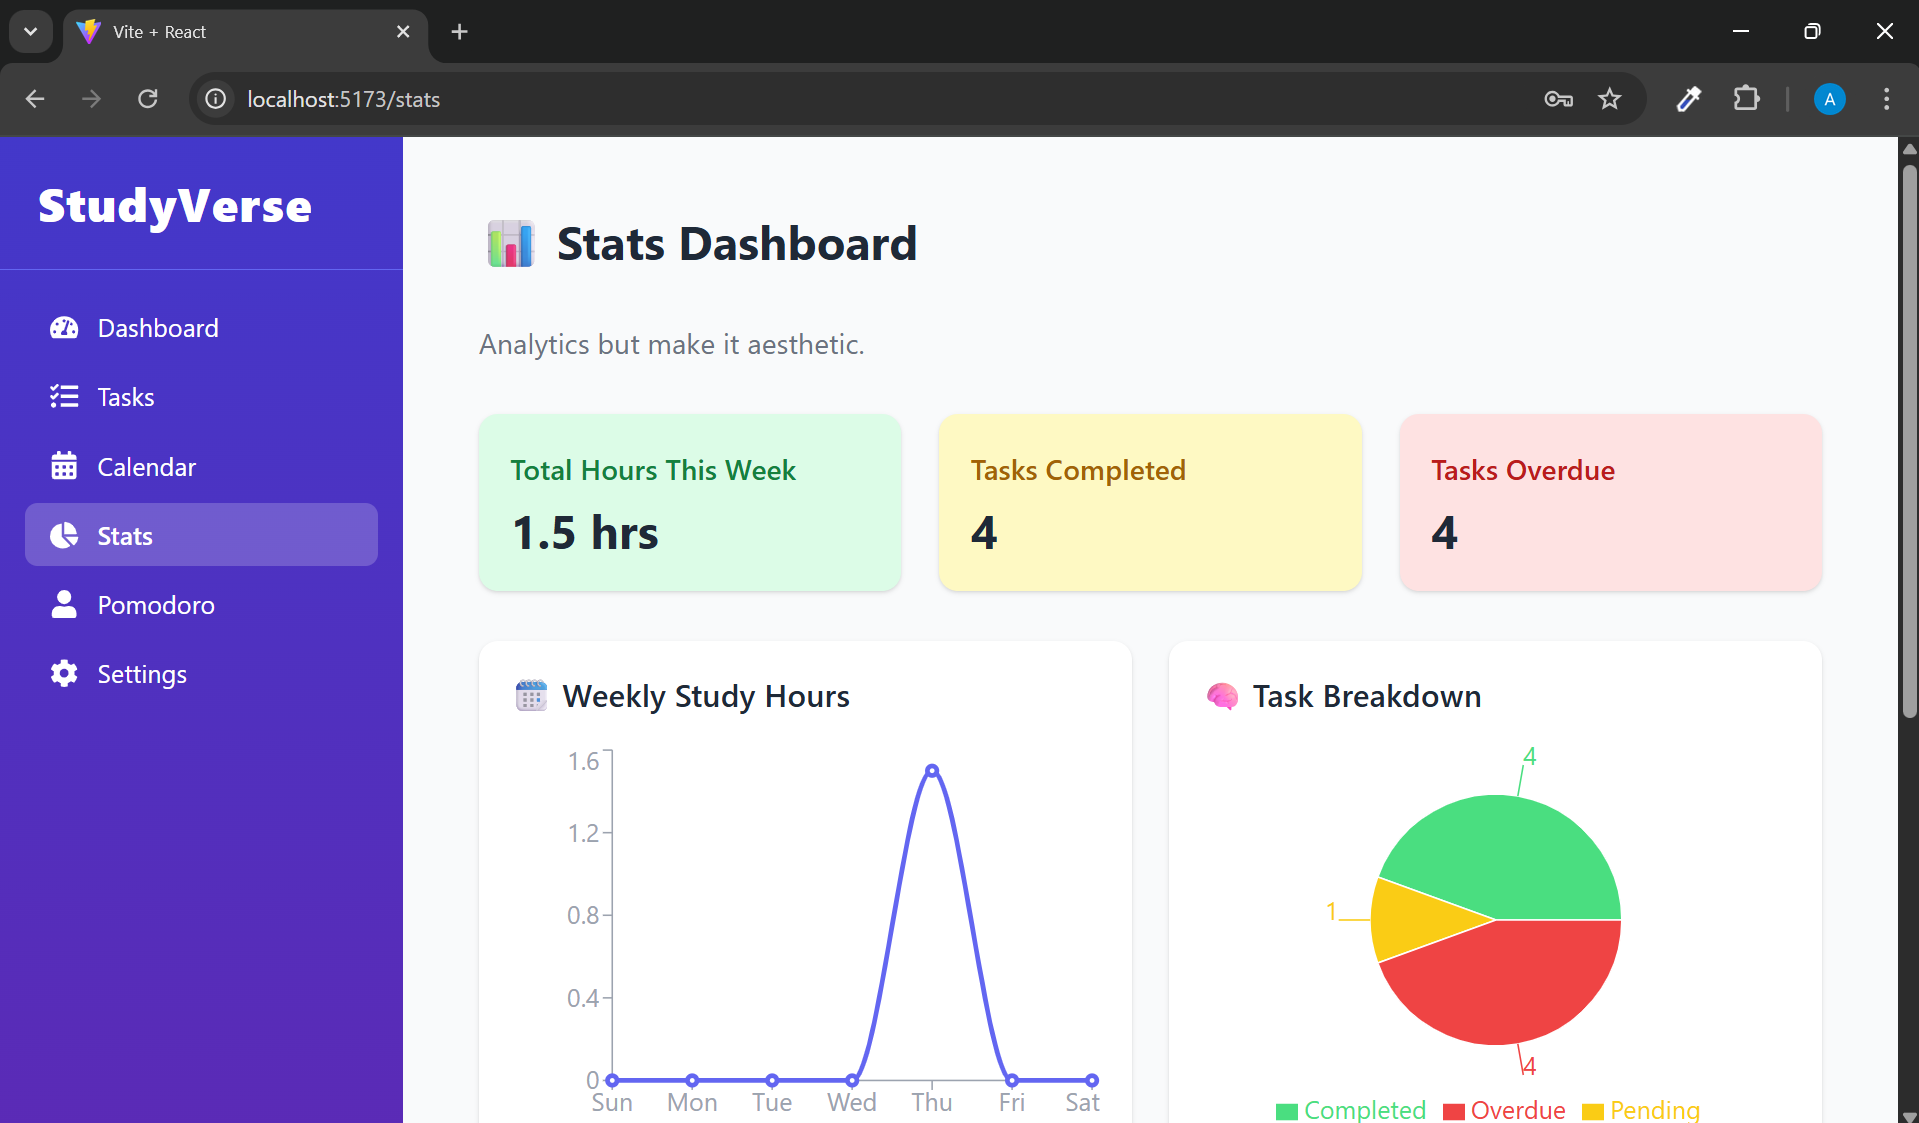 Vite + React
localhost:5173/stats
A
StudyVerse
Dashboard
Tasks
Calendar
Stats
Pomodoro
Settings
Stats Dashboard
Analytics but make it aesthetic.
Total Hours This Week
1.5 hrs
Tasks Completed
4
Tasks Overdue
4
Weekly Study Hours
1.6
1.2
0.8
0.4
0
Sun Mon Tue Wed Thu Fri Sat
Task Breakdown
4
1
4
Completed Overdue Pending